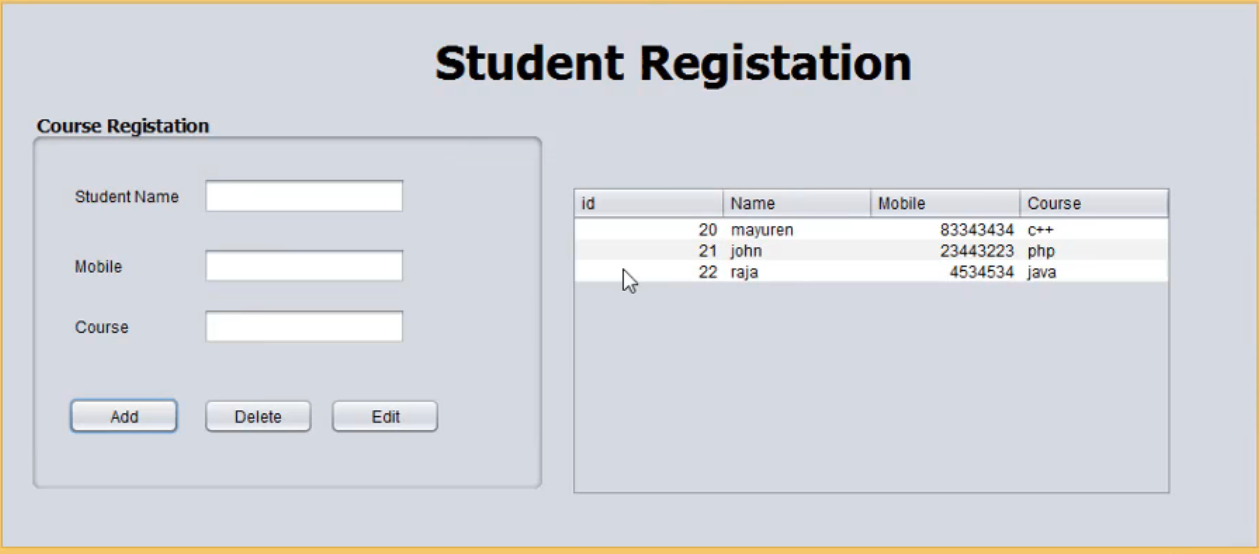 Student Registation
Course Registation
Student Name
Mobile
Course
Add Delete Edit
id Name Mobile Course
20 mayuren 83343434 c++
21 john 23443223 php
22 raja 4534534 java